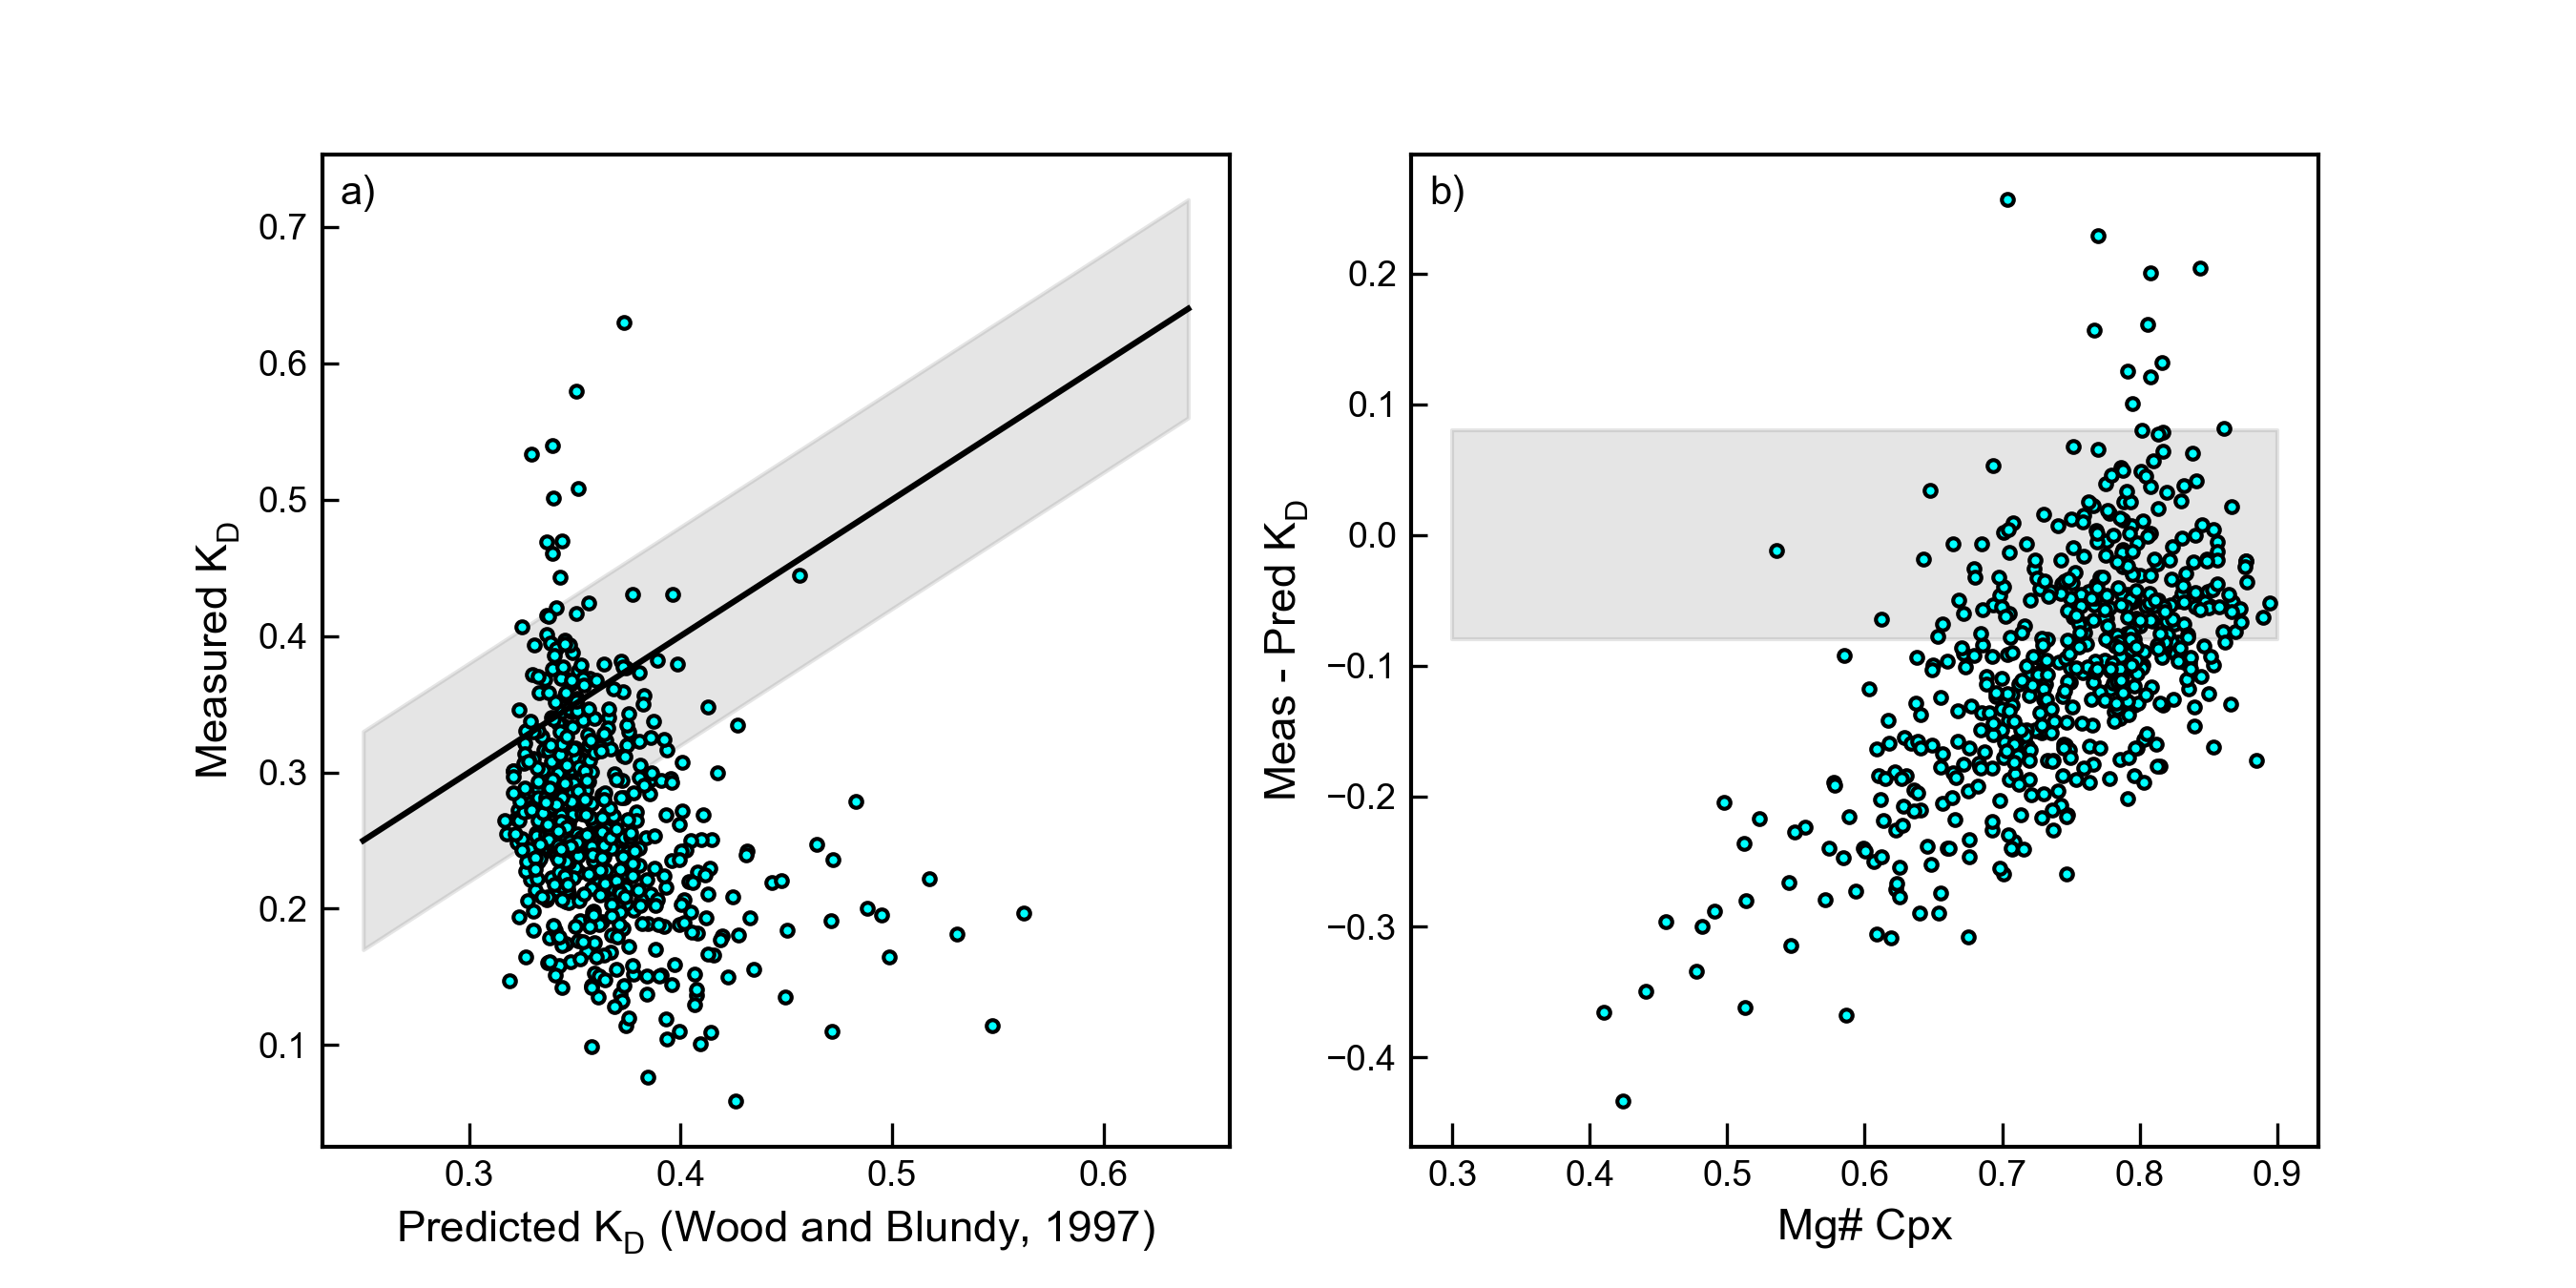 a)
0.7
0.6
0.5
0.4
0.3
0.2
0.1
Measured K_D
0.3 0.4 0.5 0.6
Predicted K_D (Wood and Blundy, 1997)
b)
0.2
0.1
0.0
−0.1
−0.2
−0.3
−0.4
Meas - Pred K_D
0.3 0.4 0.5 0.6 0.7 0.8 0.9
Mg# Cpx